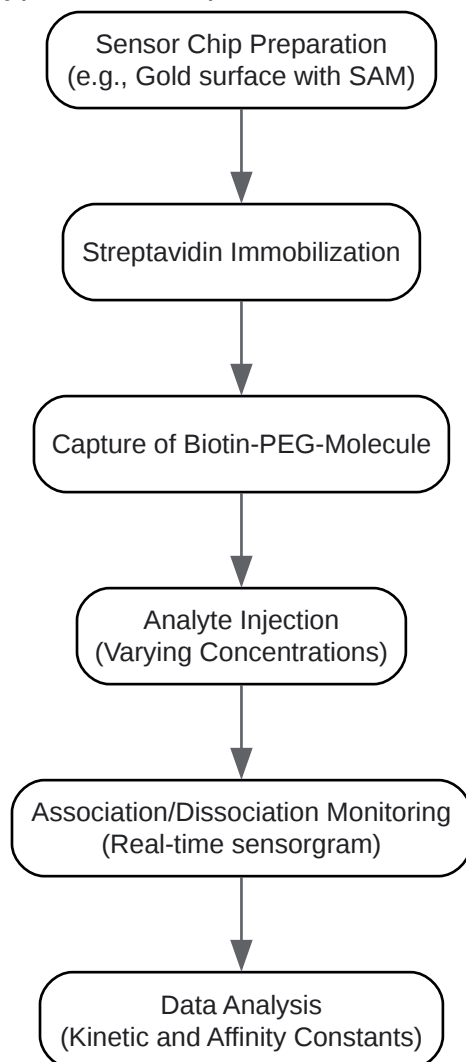 Sensor Chip Preparation
(e.g., Gold surface with SAM)
Streptavidin Immobilization
Capture of Biotin-PEG-Molecule
Analyte Injection
(Varying Concentrations)
Association/Dissociation Monitoring
(Real-time sensorgram)
Data Analysis
(Kinetic and Affinity Constants)